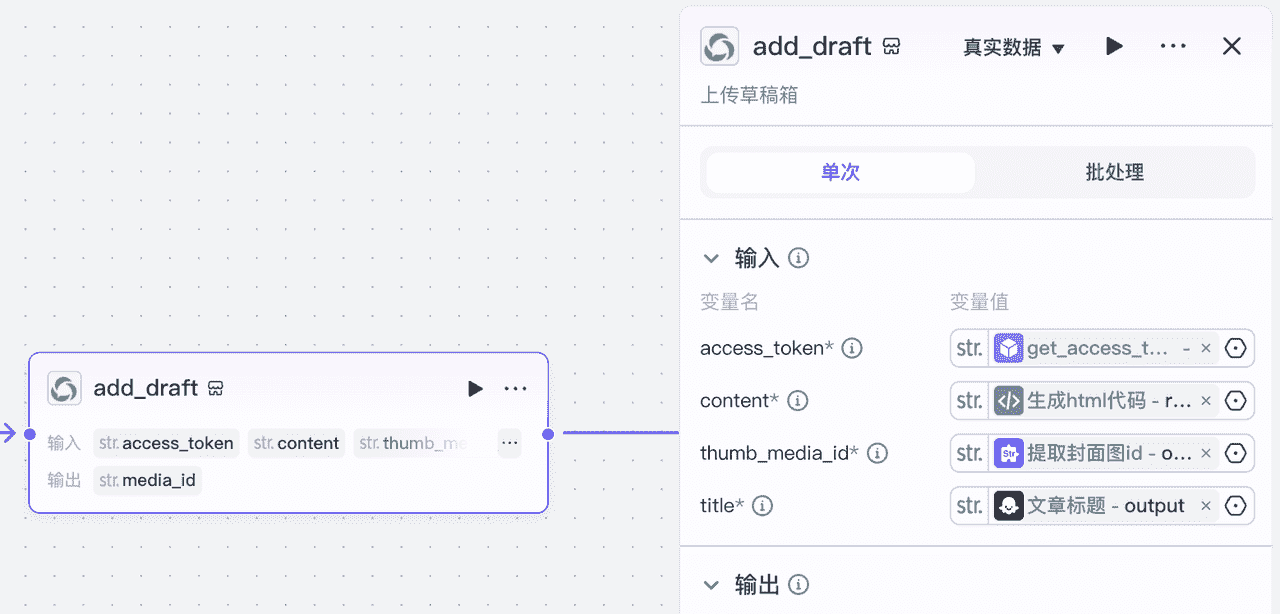 add_draft
输入 str. access_token str. content str. thumb_me ...
输出 str. media_id
add_draft 真实数据
上传草稿箱
单次 批处理
输入
变量名 变量值
access_token* str. get_access_t... -
content* str. 生成html代码 - r...
thumb_media_id* str. Str 提取封面图id - o...
title* str. 文章标题 - output
输出